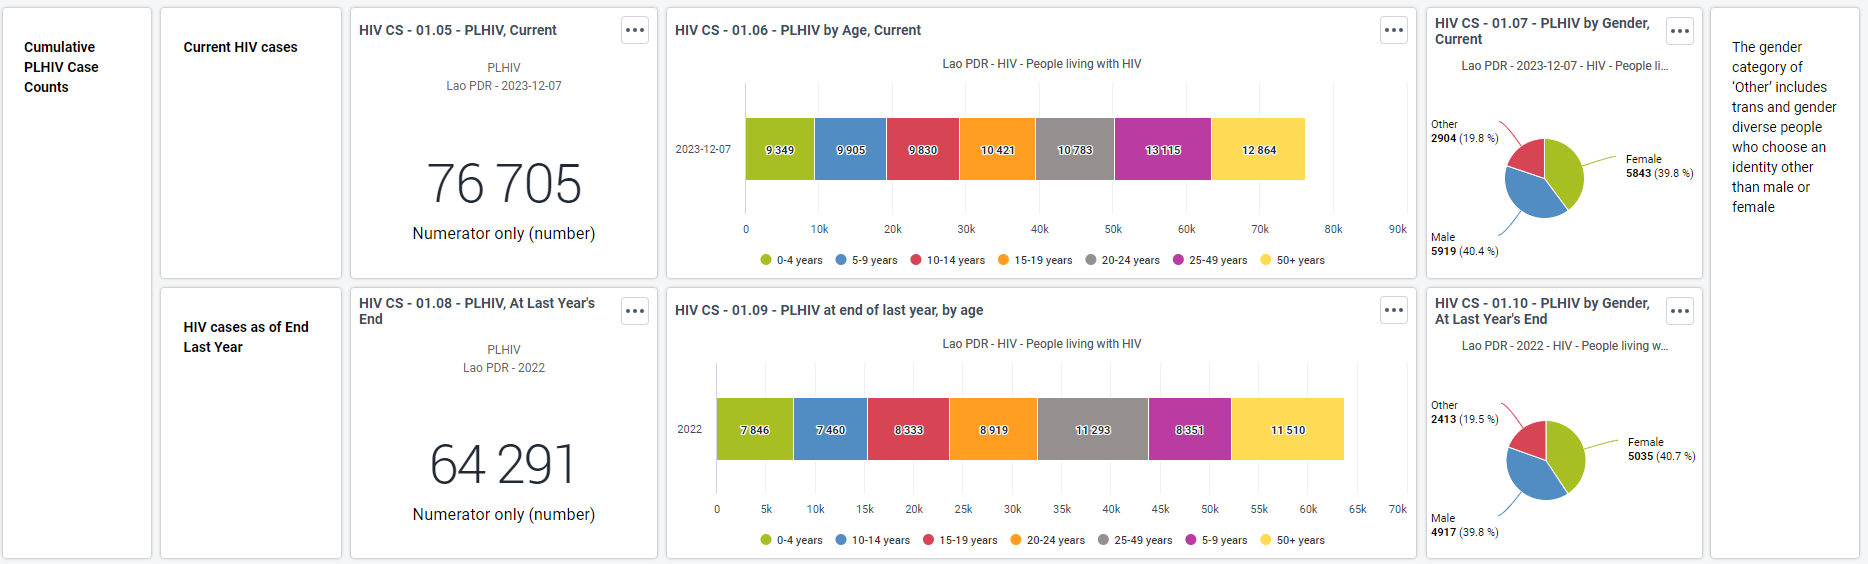 Cumulative
PLHIV Case
Counts
Current HIV cases
HIV CS - 01.05 - PLHIV, Current
PLHIV
Lao PDR - 2023-12-07
76 705
Numerator only (number)
HIV CS - 01.06 - PLHIV by Age, Current
Lao PDR - HIV - People living with HIV
2023-12-07
9 349 9 905 9 830 10 421 10 783 13 115 12 864
0 10k 20k 30k 40k 50k 60k 70k 80k 90k
0-4 years 5-9 years 10-14 years 15-19 years 20-24 years 25-49 years 50+ years
HIV CS - 01.07 - PLHIV by Gender,
Current
Lao PDR - 2023-12-07 - HIV - People li...
Other
2904 (19.8 %)
Female
5843 (39.8 %)
Male
5919 (40.4 %)
The gender
category of
‘Other’ includes
trans and gender
diverse people
who choose an
identity other
than male or
female
HIV cases as of End
Last Year
HIV CS - 01.08 - PLHIV, At Last Year's
End
PLHIV
Lao PDR - 2022
64 291
Numerator only (number)
HIV CS - 01.09 - PLHIV at end of last year, by age
Lao PDR - HIV - People living with HIV
2022
7 846 7 460 8 333 8 919 11 293 8 351 11 510
0 5k 10k 15k 20k 25k 30k 35k 40k 45k 50k 55k 60k 65k 70k
0-4 years 10-14 years 15-19 years 20-24 years 25-49 years 5-9 years 50+ years
HIV CS - 01.10 - PLHIV by Gender,
At Last Year's End
Lao PDR - 2022 - HIV - People living w...
Other
2413 (19.5 %)
Female
5035 (40.7 %)
Male
4917 (39.8 %)